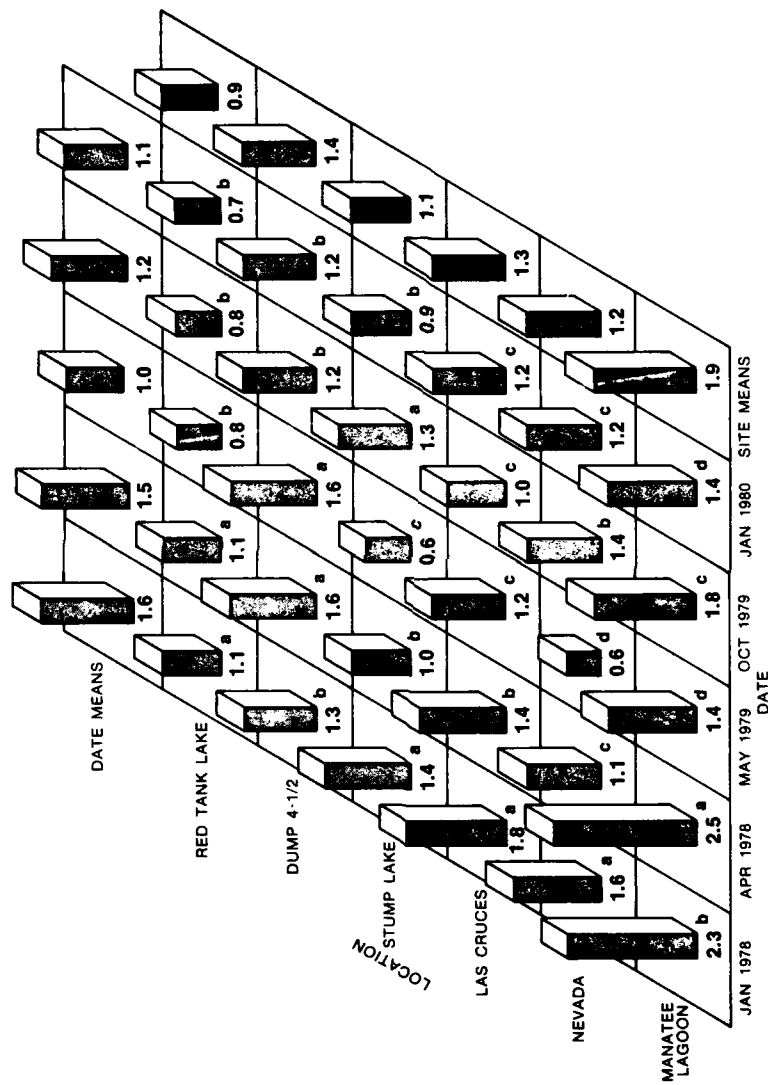 DATE MEANS
1.6 1.5 1.0 1.2 1.1
RED TANK LAKE
1.1 a 1.1 a 0.8 b 0.8 b 0.7 b 0.9
DUMP 4-1/2
1.3 b 1.6 a 1.6 a 1.2 b 1.2 b 1.4
LOCATION
STUMP LAKE
1.4 a 1.0 b 0.6 c 1.3 a 0.9 b 1.1
LAS CRUCES
1.8 a 1.4 b 1.2 c 1.0 c 1.2 c 1.3
NEVADA
1.6 a 1.1 c 0.6 d 1.4 b 1.2 c 1.2
MANATEE
LAGOON
2.3 b 2.5 a 1.4 d 1.8 c 1.4 d 1.9
JAN 1978 APR 1978 MAY 1979 OCT 1979 JAN 1980 SITE MEANS
DATE